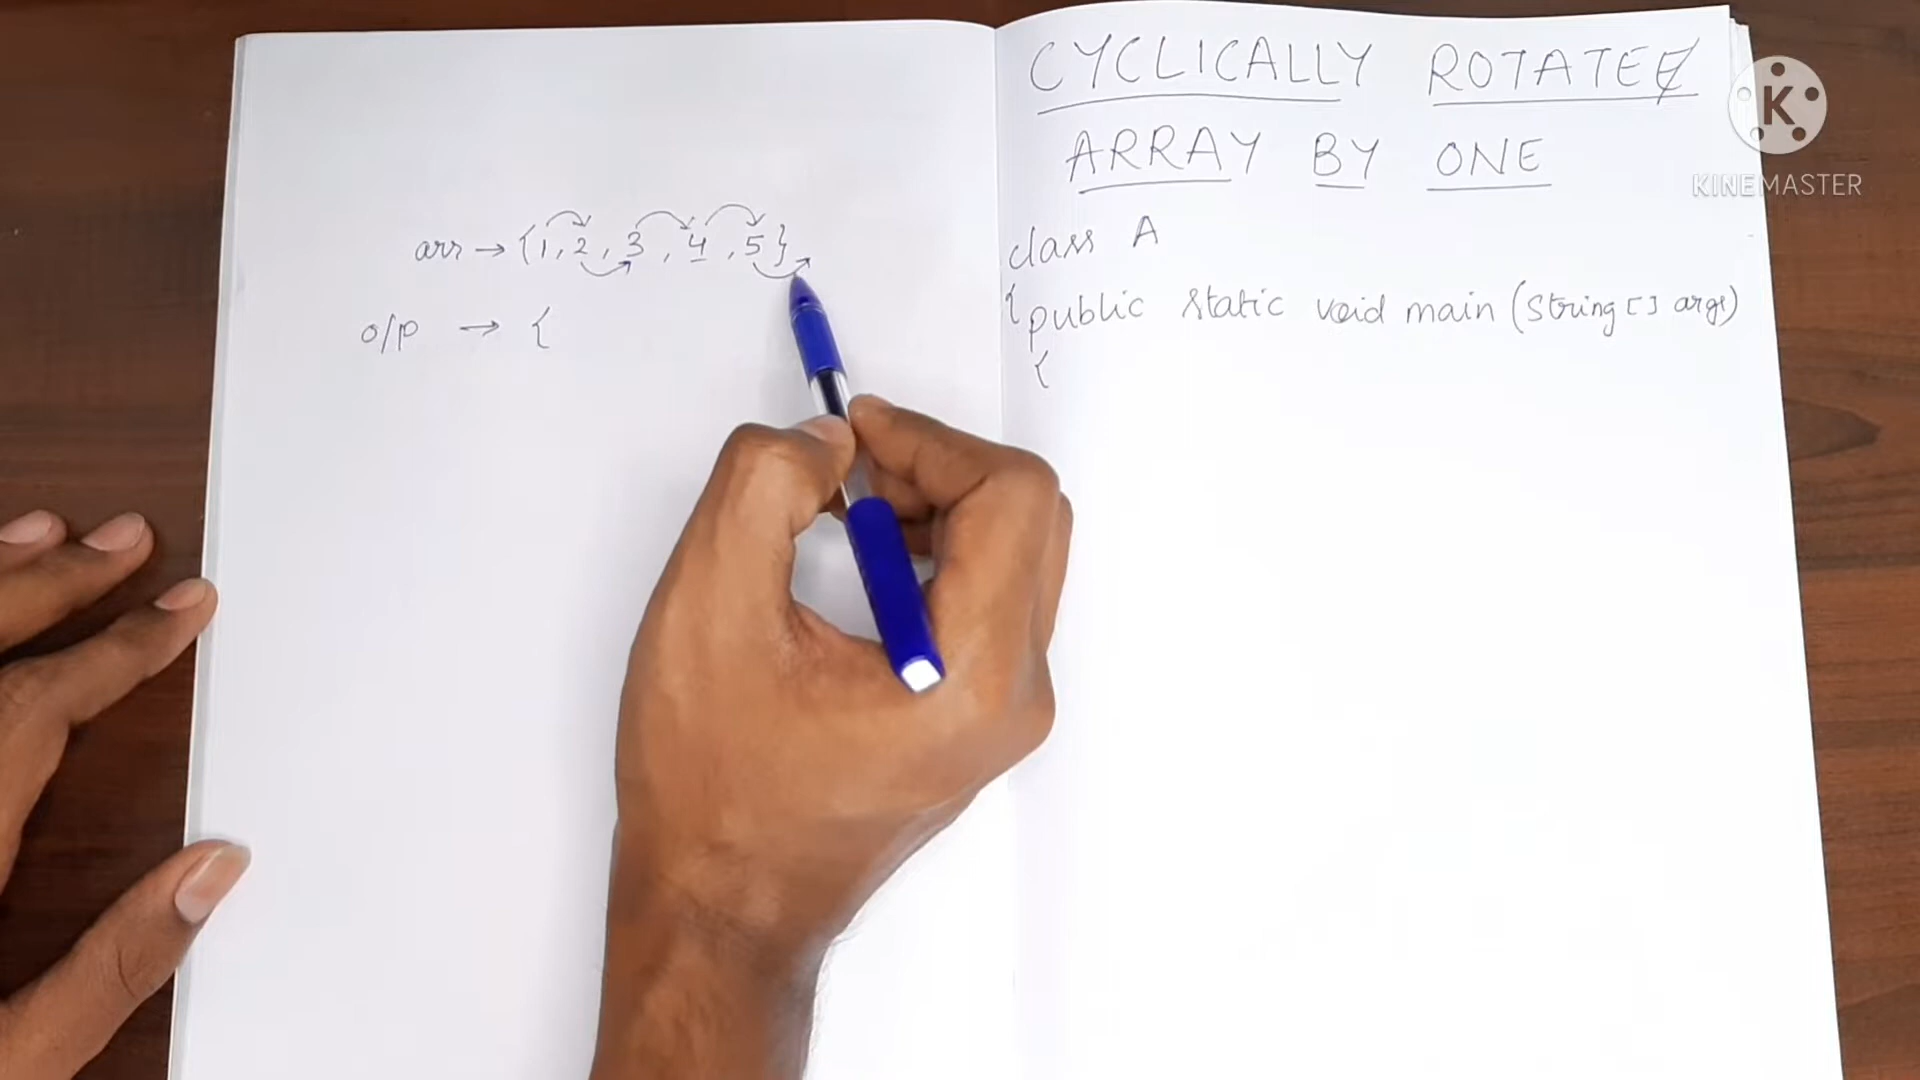 CYCLICALLY ROTATE
ARRAY BY ONE
K
KINEMASTER
arr → {1, 2, 3, 4, 5}
o/p → {
class A
{ public static void main (String [] args)
{